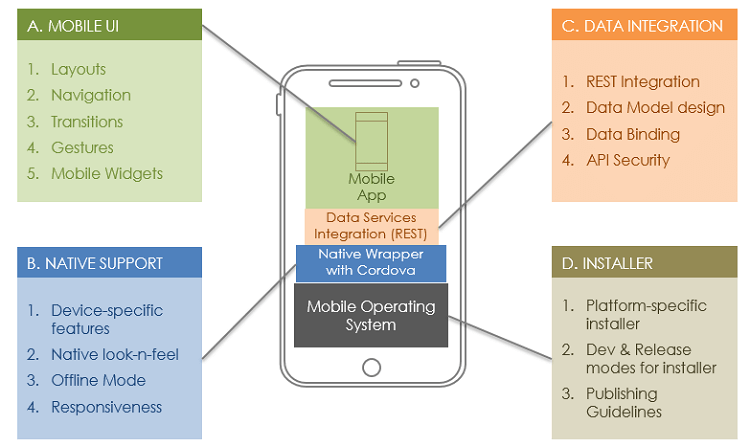 A. MOBILE UI
1. Layouts
2. Navigation
3. Transitions
4. Gestures
5. Mobile Widgets
B. NATIVE SUPPORT
1. Device-specific
features
2. Native look-n-feel
3. Offline Mode
4. Responsiveness
Mobile
App
Data Services
Integration (REST)
Native Wrapper
with Cordova
Mobile Operating
System
C. DATA INTEGRATION
1. REST Integration
2. Data Model design
3. Data Binding
4. API Security
D. INSTALLER
1. Platform-specific
installer
2. Dev & Release
modes for installer
3. Publishing
Guidelines